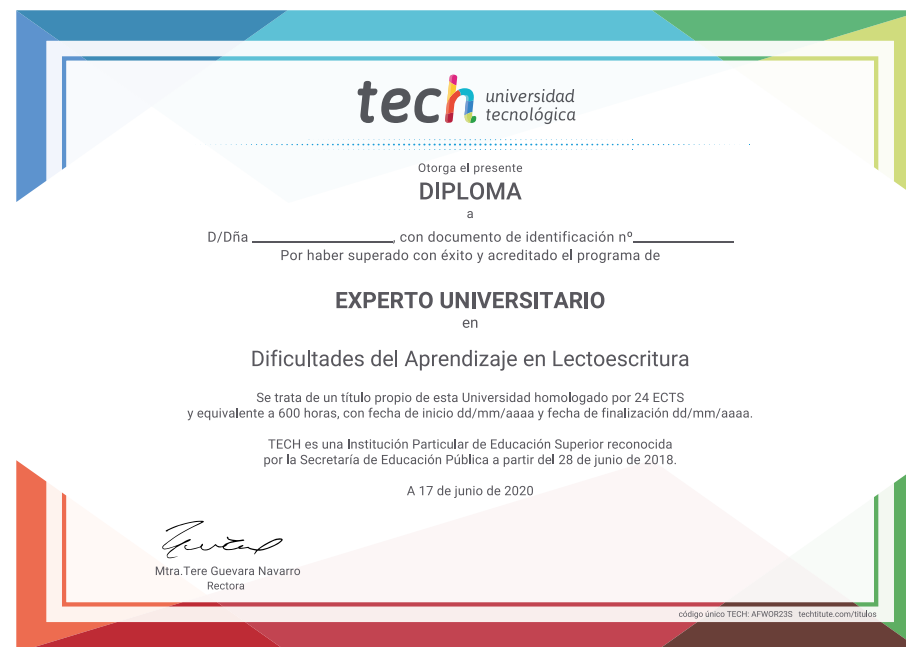 tech universidad
tecnológica
Otorga el presente
DIPLOMA
a
D/Dña ____________________, con documento de identificación nº______________
Por haber superado con éxito y acreditado el programa de
EXPERTO UNIVERSITARIO
en
Dificultades del Aprendizaje en Lectoescritura
Se trata de un título propio de esta Universidad homologado por 24 ECTS
y equivalente a 600 horas, con fecha de inicio dd/mm/aaaa y fecha de finalización dd/mm/aaaa.
TECH es una Institución Particular de Educación Superior reconocida
por la Secretaría de Educación Pública a partir del 28 de junio de 2018.
A 17 de junio de 2020
Mtra.Tere Guevara Navarro
Rectora
código único TECH: AFWOR23S techtitute.com/titulos